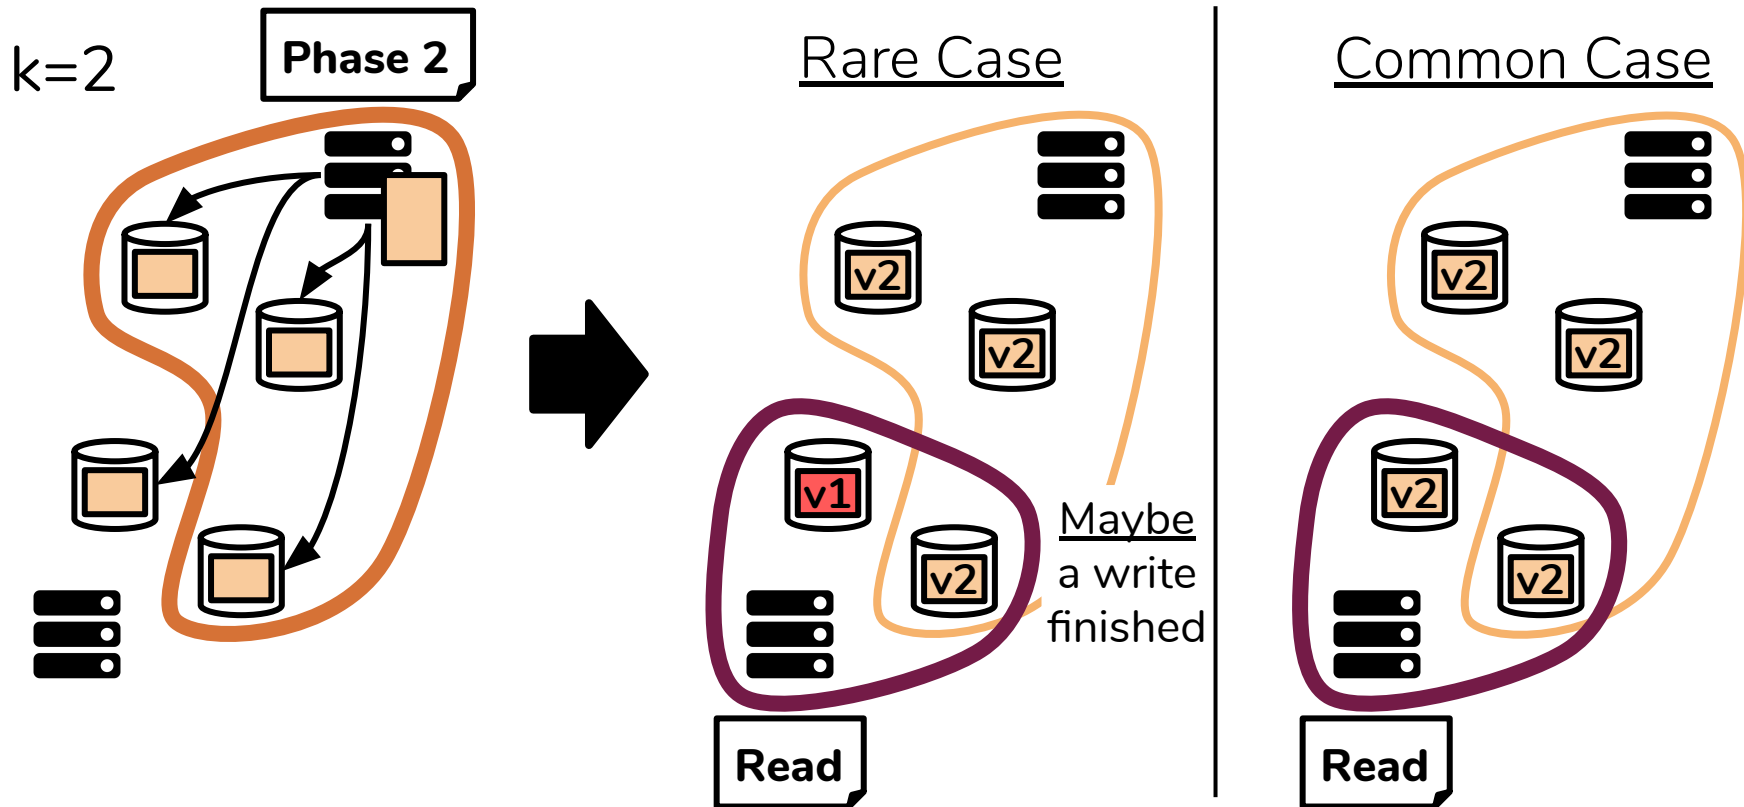 k=2
Phase 2
Rare Case
v2
v2
v1
v2
Maybe
a write
finished
Read
Common Case
v2
v2
v2
v2
Read